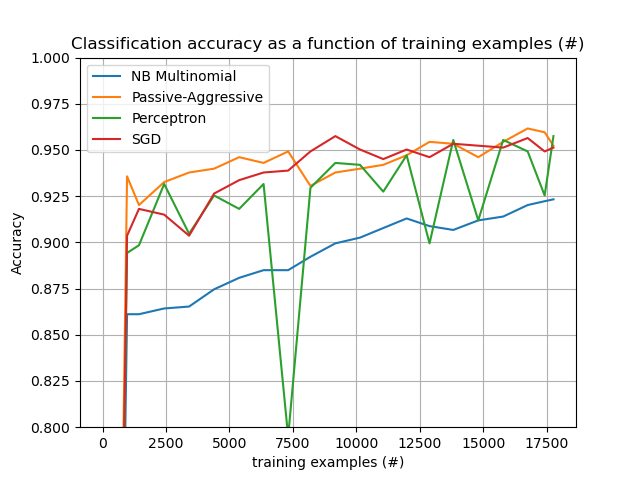 Classification accuracy as a function of training examples (#)
NB Multinomial
Passive-Aggressive
Perceptron
SGD
1.000
0.975
0.950
0.925
0.900
0.875
0.850
0.825
0.800
Accuracy
0 2500 5000 7500 10000 12500 15000 17500
training examples (#)